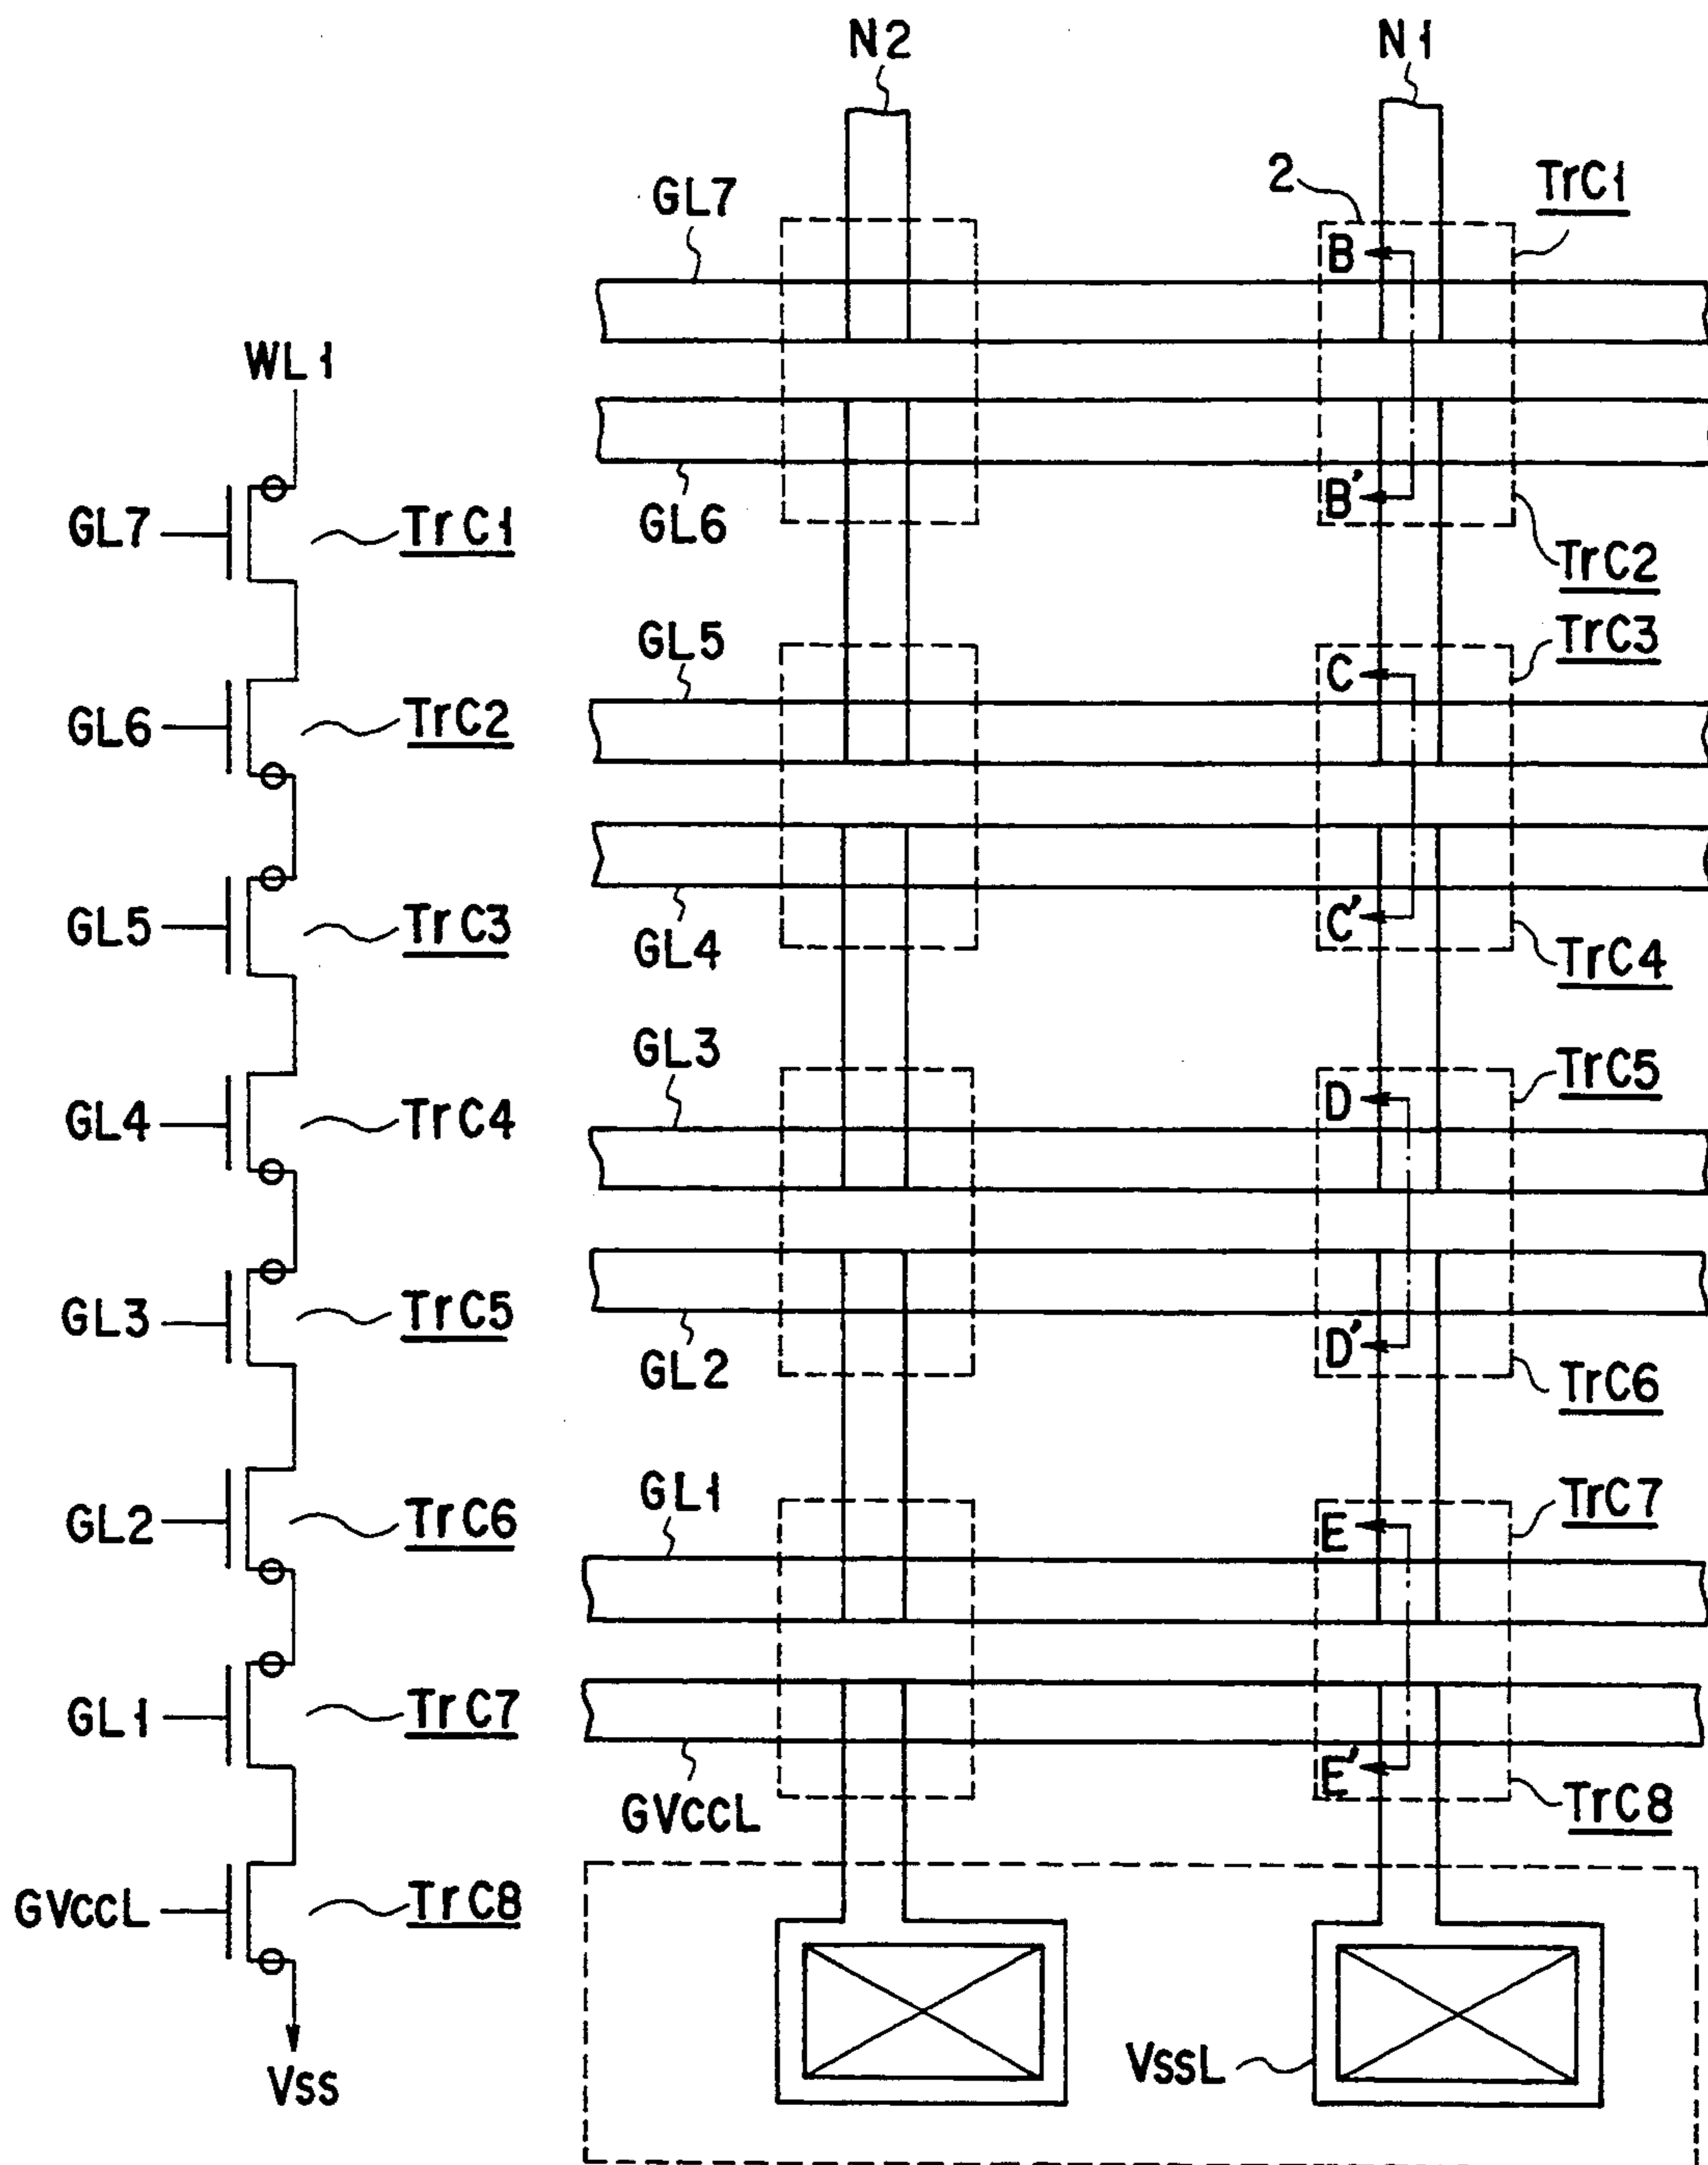 N2
N1
2
TrC1
GL7
B
WL1
GL7
TrC1
GL6
B'
TrC2
GL5
TrC3
C
GL6
TrC2
GL5
TrC3
GL4
C'
TrC4
GL3
TrC5
D
GL4
TrC4
GL3
TrC5
GL2
D'
TrC6
GL1
TrC7
E
GL2
TrC6
GL1
TrC7
GVCCL
E'
TrC8
GVCCL
TrC8
VSSL
VSS